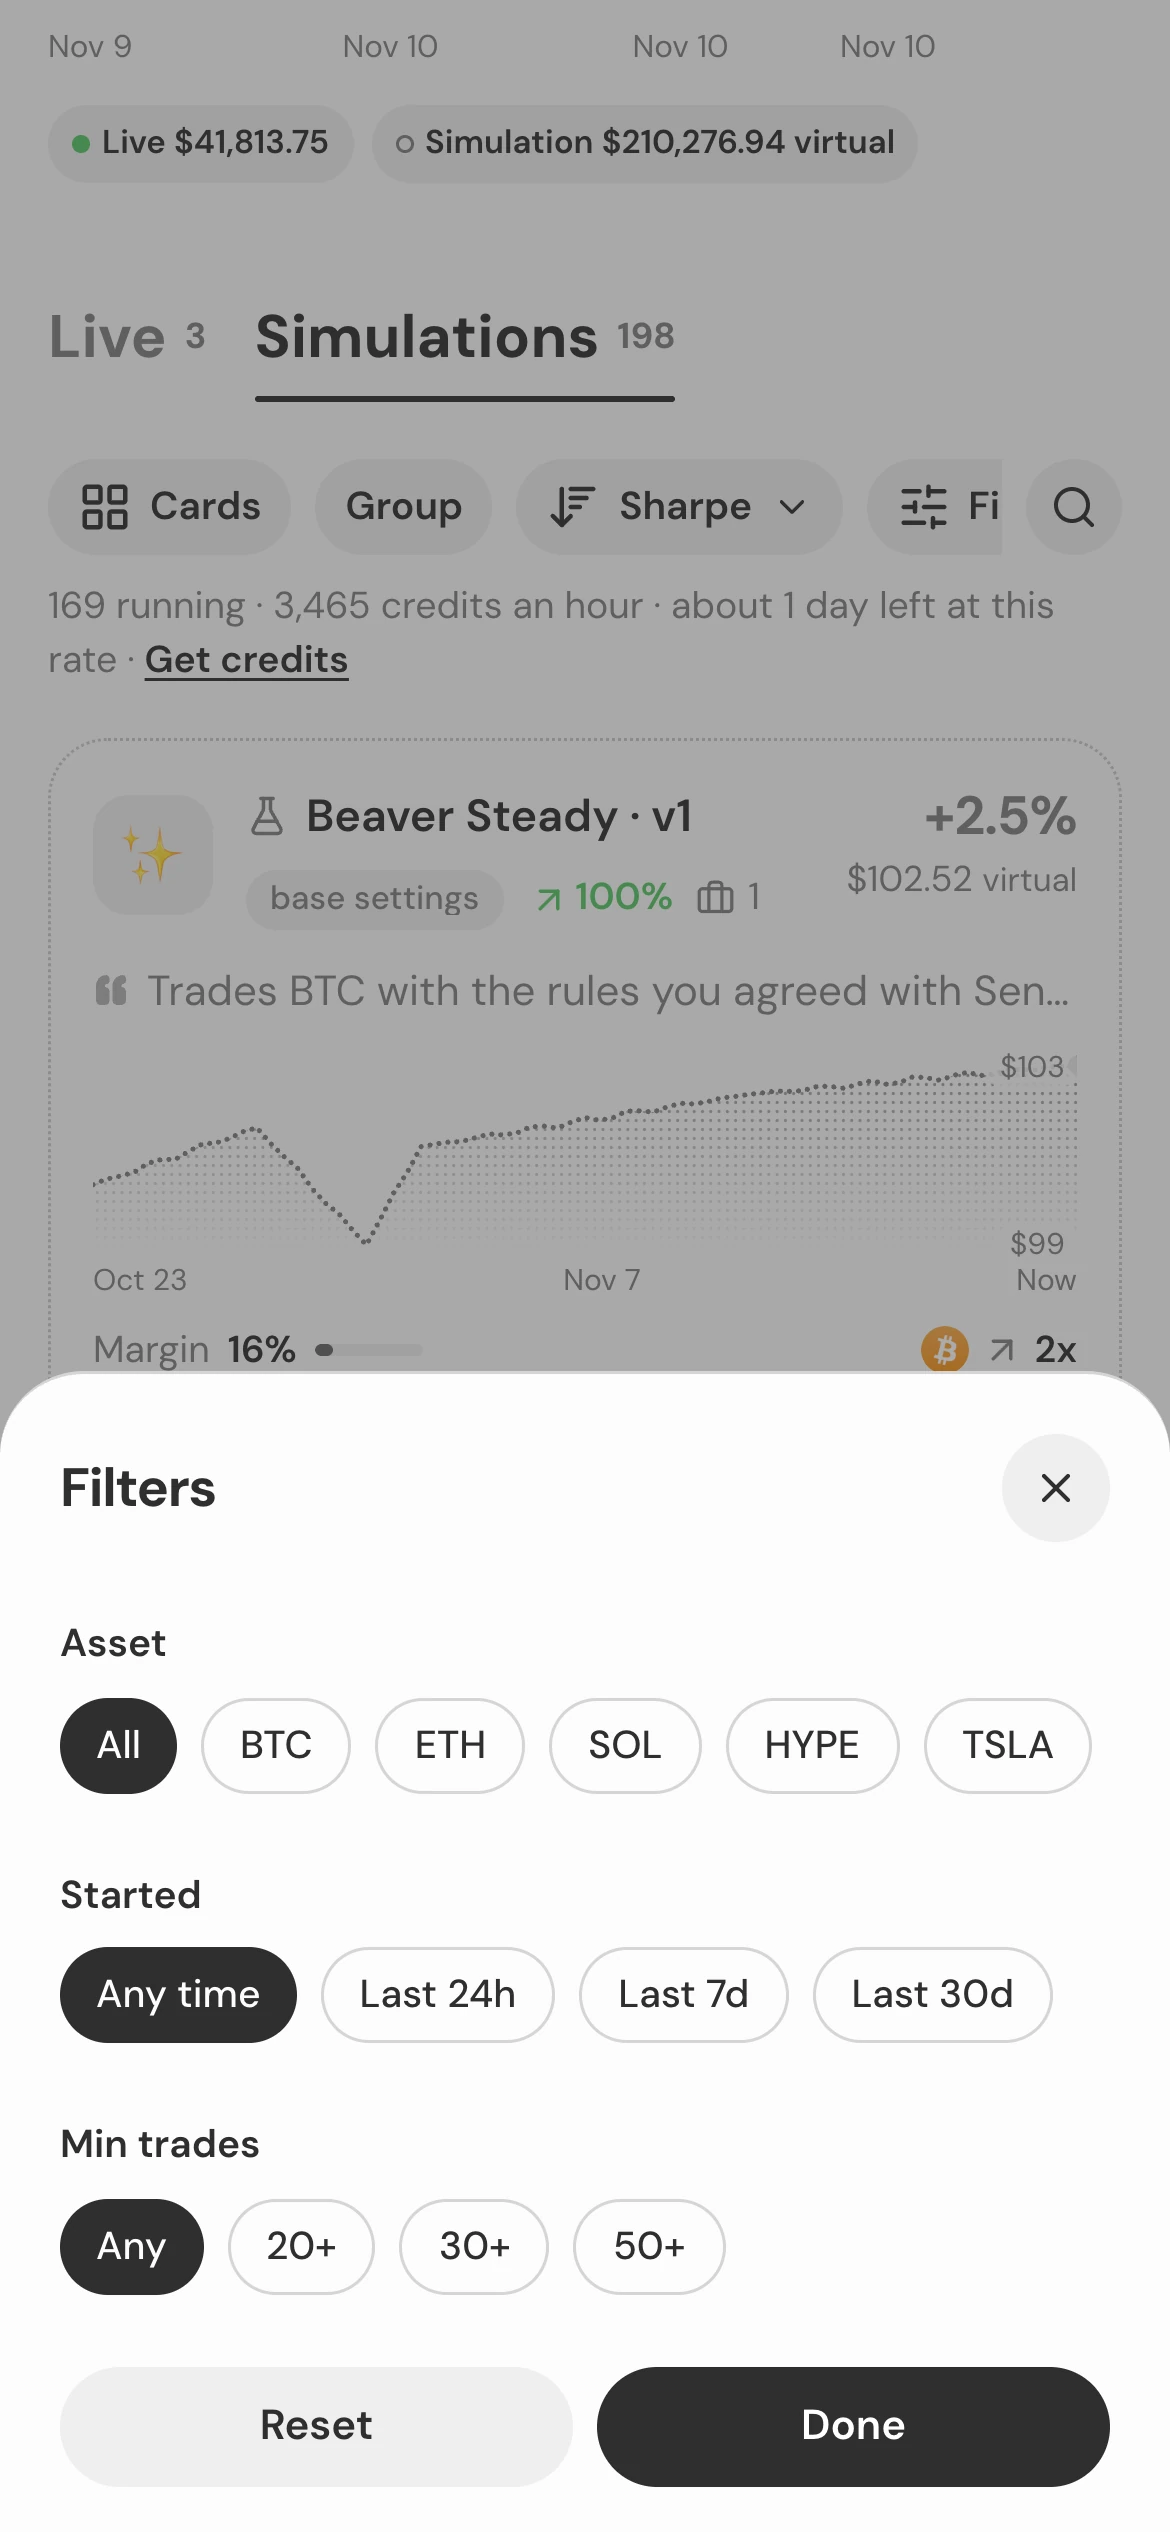 Nov 9 Nov 10 Nov 10 Nov 10
Live $41,813.75 Simulation $210,276.94 virtual
Live 3 Simulations 198
Cards Group Sharpe Fi
169 running · 3,465 credits an hour · about 1 day left at this
rate · Get credits
Beaver Steady · v1 +2.5%
base settings 100% 1 $102.52 virtual
“ Trades BTC with the rules you agreed with Sen...
$103
$99
Oct 23 Nov 7 Now
Margin 16% 2x
Filters
Asset
All BTC ETH SOL HYPE TSLA
Started
Any time Last 24h Last 7d Last 30d
Min trades
Any 20+ 30+ 50+
Reset Done